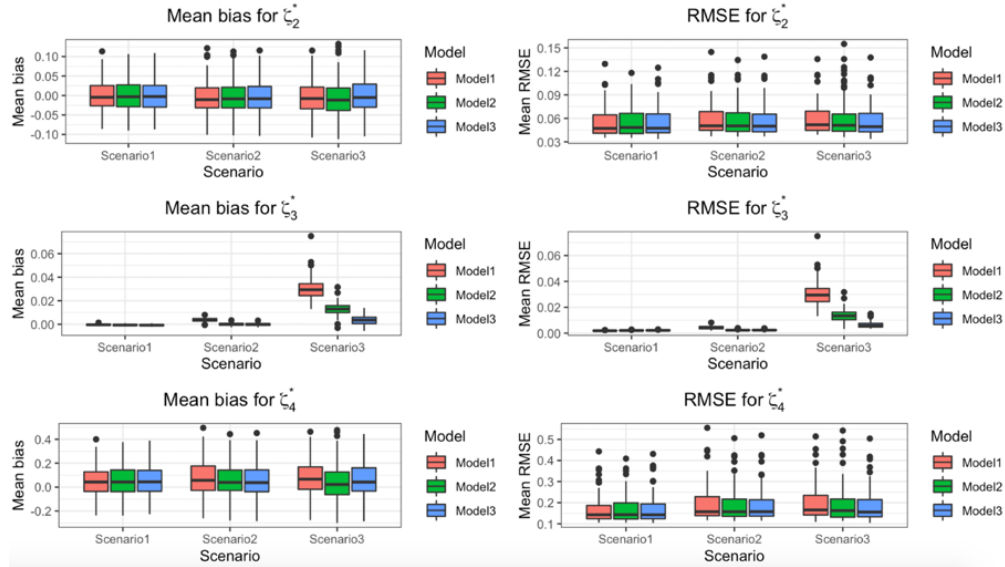 Mean bias for ζ*2
Mean bias
0.10
0.05
0.00
-0.05
-0.10
Scenario1
Scenario2
Scenario3
Scenario
Model
Model1
Model2
Model3
RMSE for ζ*2
Mean RMSE
0.15
0.12
0.09
0.06
0.03
Scenario1
Scenario2
Scenario3
Scenario
Model
Model1
Model2
Model3
Mean bias for ζ*3
Mean bias
0.06
0.04
0.02
0.00
Scenario1
Scenario2
Scenario3
Scenario
Model
Model1
Model2
Model3
RMSE for ζ*3
Mean RMSE
0.06
0.04
0.02
0.00
Scenario1
Scenario2
Scenario3
Scenario
Model
Model1
Model2
Model3
Mean bias for ζ*4
Mean bias
0.4
0.2
0.0
-0.2
Scenario1
Scenario2
Scenario3
Scenario
Model
Model1
Model2
Model3
RMSE for ζ*4
Mean RMSE
0.5
0.4
0.3
0.2
0.1
Scenario1
Scenario2
Scenario3
Scenario
Model
Model1
Model2
Model3